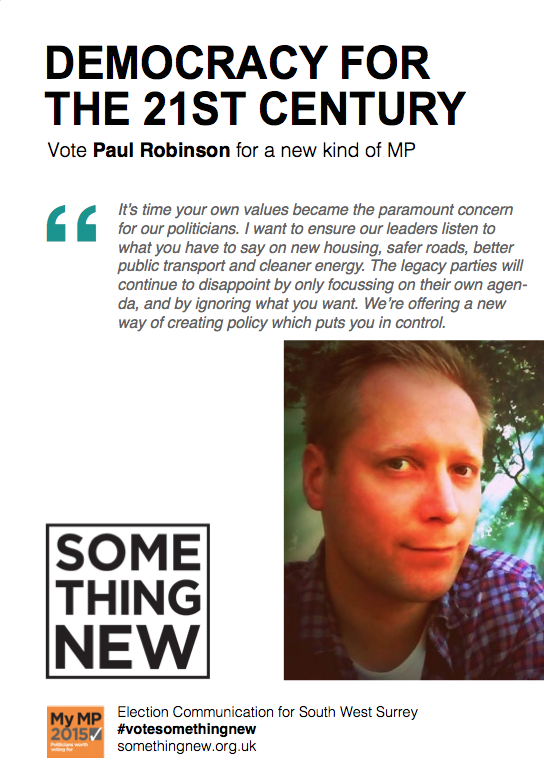 DEMOCRACY FOR
THE 21ST CENTURY
Vote Paul Robinson for a new kind of MP
“
It's time your own values became the paramount concern
for our politicians. I want to ensure our leaders listen to
what you have to say on new housing, safer roads, better
public transport and cleaner energy. The legacy parties will
continue to disappoint by only focussing on their own agen-
da, and by ignoring what you want. We're offering a new
way of creating policy which puts you in control.
SOME
THING
NEW
My MP
2015
Politicians worth
voting for
Election Communication for South West Surrey
#votesomethingnew
somethingnew.org.uk